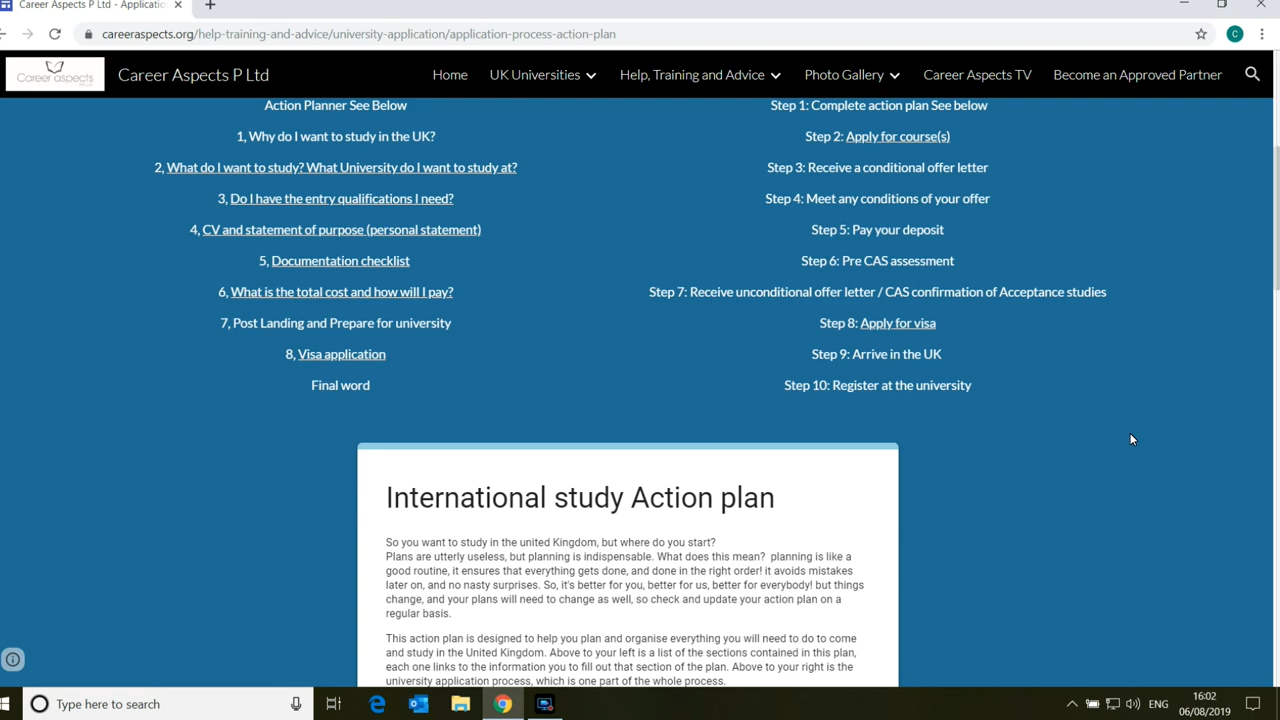 Career Aspects P Ltd - Applicatio
careeraspects.org/help-training-and-advice/university-application/application-process-action-plan
C
Career aspects
Career Aspects P Ltd
Home
UK Universities
Help, Training and Advice
Photo Gallery
Career Aspects TV
Become an Approved Partner
Action Planner See Below
1, Why do I want to study in the UK?
2, What do I want to study? What University do I want to study at?
3, Do I have the entry qualifications I need?
4, CV and statement of purpose (personal statement)
5, Documentation checklist
6, What is the total cost and how will I pay?
7, Post Landing and Prepare for university
8, Visa application
Final word
Step 1: Complete action plan See below
Step 2: Apply for course(s)
Step 3: Receive a conditional offer letter
Step 4: Meet any conditions of your offer
Step 5: Pay your deposit
Step 6: Pre CAS assessment
Step 7: Receive unconditional offer letter / CAS confirmation of Acceptance studies
Step 8: Apply for visa
Step 9: Arrive in the UK
Step 10: Register at the university
International study Action plan
So you want to study in the united Kingdom, but where do you start?
Plans are utterly useless, but planning is indispensable. What does this mean? planning is like a
good routine, it ensures that everything gets done, and done in the right order! it avoids mistakes
later on, and no nasty surprises. So, it's better for you, better for us, better for everybody! but things
change, and your plans will need to change as well, so check and update your action plan on a
regular basis.
This action plan is designed to help you plan and organise everything you will need to do to come
and study in the United Kingdom. Above to your left is a list of the sections contained in this plan,
each one links to the information you to fill out that section of the plan. Above to your right is the
university application process, which is one part of the whole process.
Type here to search
ENG
16:02
06/08/2019